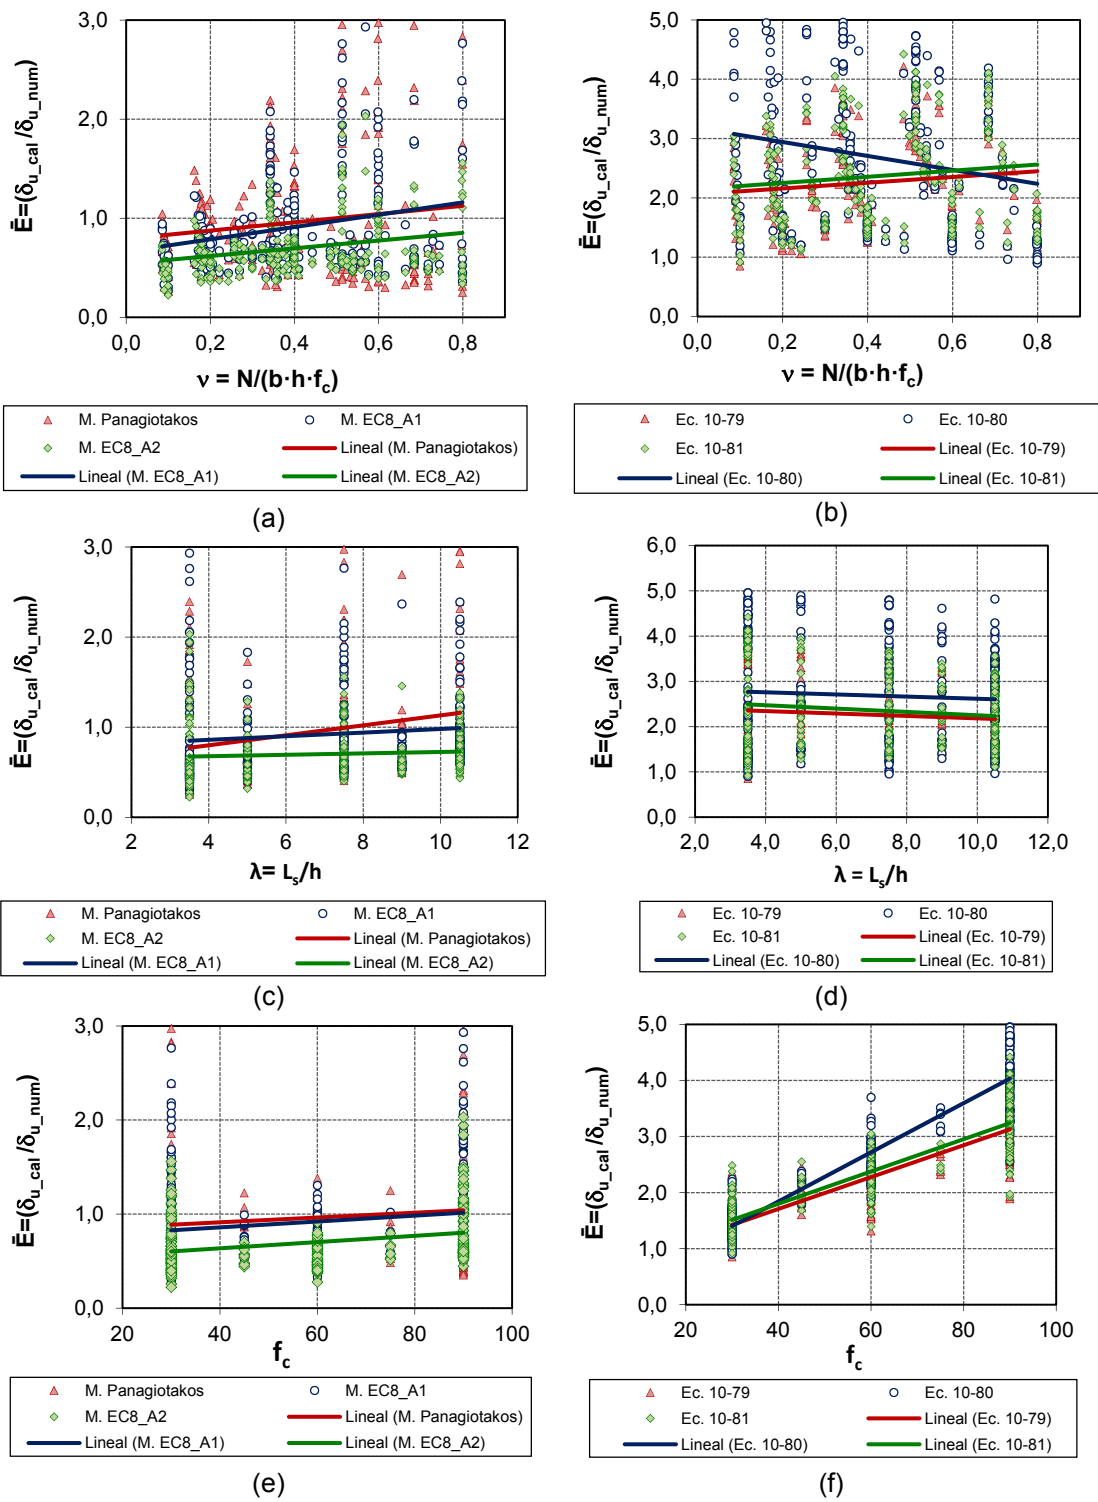 3,0
2,0
1,0
0,0
Ē=(δu_cal /δu_num)
0,0 0,2 0,4 0,6 0,8
ν = N/(b·h·fc)
M. Panagiotakos M. EC8_A1
M. EC8_A2 Lineal (M. Panagiotakos)
Lineal (M. EC8_A1) Lineal (M. EC8_A2)
(a)
5,0
4,0
3,0
2,0
1,0
0,0
Ē=(δu_cal /δu_num)
0,0 0,2 0,4 0,6 0,8
ν = N/(b·h·fc)
Ec. 10-79 Ec. 10-80
Ec. 10-81 Lineal (Ec. 10-79)
Lineal (Ec. 10-80) Lineal (Ec. 10-81)
(b)
3,0
2,0
1,0
0,0
Ē=(δu_cal /δu_num)
2 4 6 8 10 12
λ= Ls/h
M. Panagiotakos M. EC8_A1
M. EC8_A2 Lineal (M. Panagiotakos)
Lineal (M. EC8_A1) Lineal (M. EC8_A2)
(c)
6,0
5,0
4,0
3,0
2,0
1,0
0,0
Ē=(δu_cal /δu_num)
2,0 4,0 6,0 8,0 10,0 12,0
λ = Ls/h
Ec. 10-79 Ec. 10-80
Ec. 10-81 Lineal (Ec. 10-79)
Lineal (Ec. 10-80) Lineal (Ec. 10-81)
(d)
3,0
2,0
1,0
0,0
Ē=(δu_cal /δu_num)
20 40 60 80 100
fc
M. Panagiotakos M. EC8_A1
M. EC8_A2 Lineal (M. Panagiotakos)
Lineal (M. EC8_A1) Lineal (M. EC8_A2)
(e)
5,0
4,0
3,0
2,0
1,0
0,0
Ē=(δu_cal /δu_num)
20 40 60 80 100
fc
Ec. 10-79 Ec. 10-80
Ec. 10-81 Lineal (Ec. 10-79)
Lineal (Ec. 10-80) Lineal (Ec. 10-81)
(f)